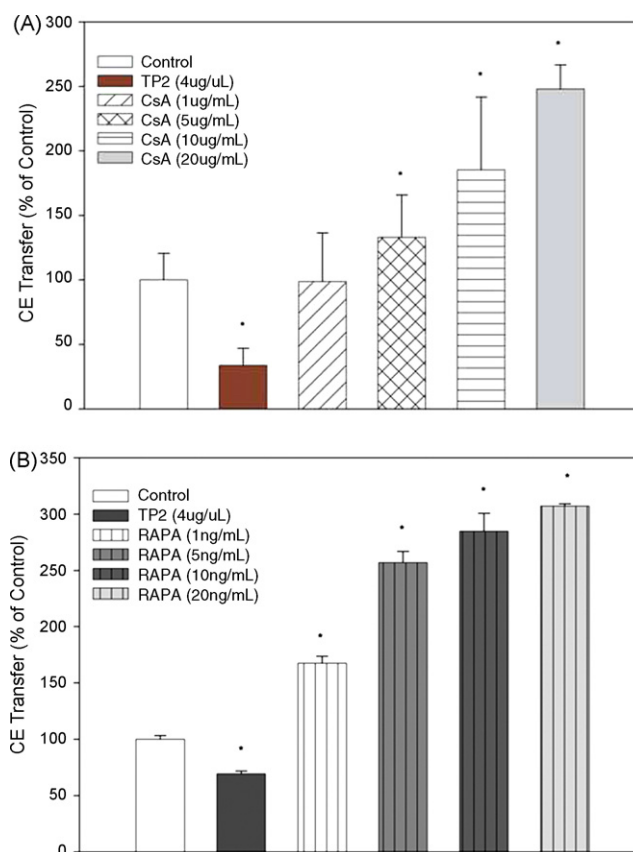 (A)
300
250
200
150
100
50
0
CE Transfer (% of Control)
Control
TP2 (4ug/uL)
CsA (1ug/mL)
CsA (5ug/mL)
CsA (10ug/mL)
CsA (20ug/mL)
*
*
*
*
(B)
350
300
250
200
150
100
50
00
CE Transfer (% of Control)
Control
TP2 (4ug/uL)
RAPA (1ng/mL)
RAPA (5ng/mL)
RAPA (10ng/mL)
RAPA (20ng/mL)
*
*
*
*
*